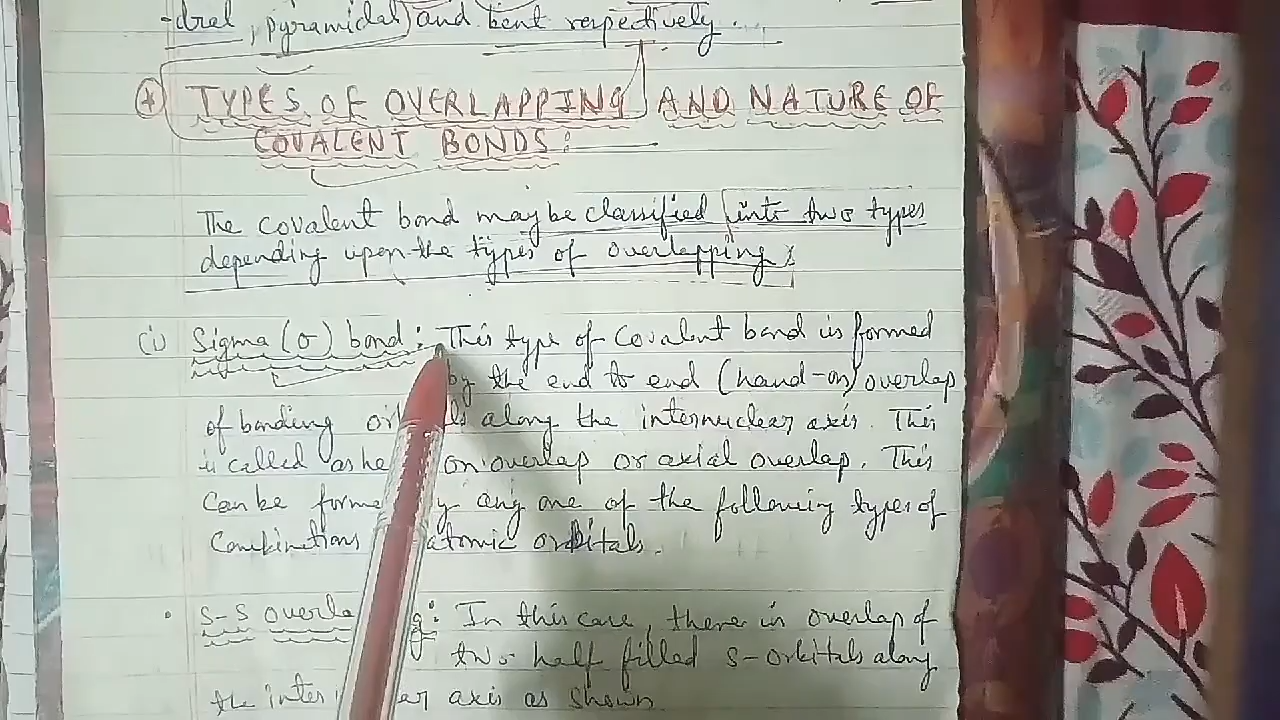 -dral, pyramidal and bent respectively.
TYPES OF OVERLAPPING AND NATURE OF
COVALENT BONDS:
The covalent bond may be classified into two types
depending upon the types of overlapping:
(i) Sigma (σ) bond: This type of Covalent bond is formed
by the end to end (hand-on) overlap
of bonding along the internuclear axis. This
is called as on overlap or axial overlap. This
Can be any one of the following types of
Combinations atomic orbitals.
• S-S overla g: In this case, there is overlap of
two half filled S-orbitals along
the inter ar axis as shown